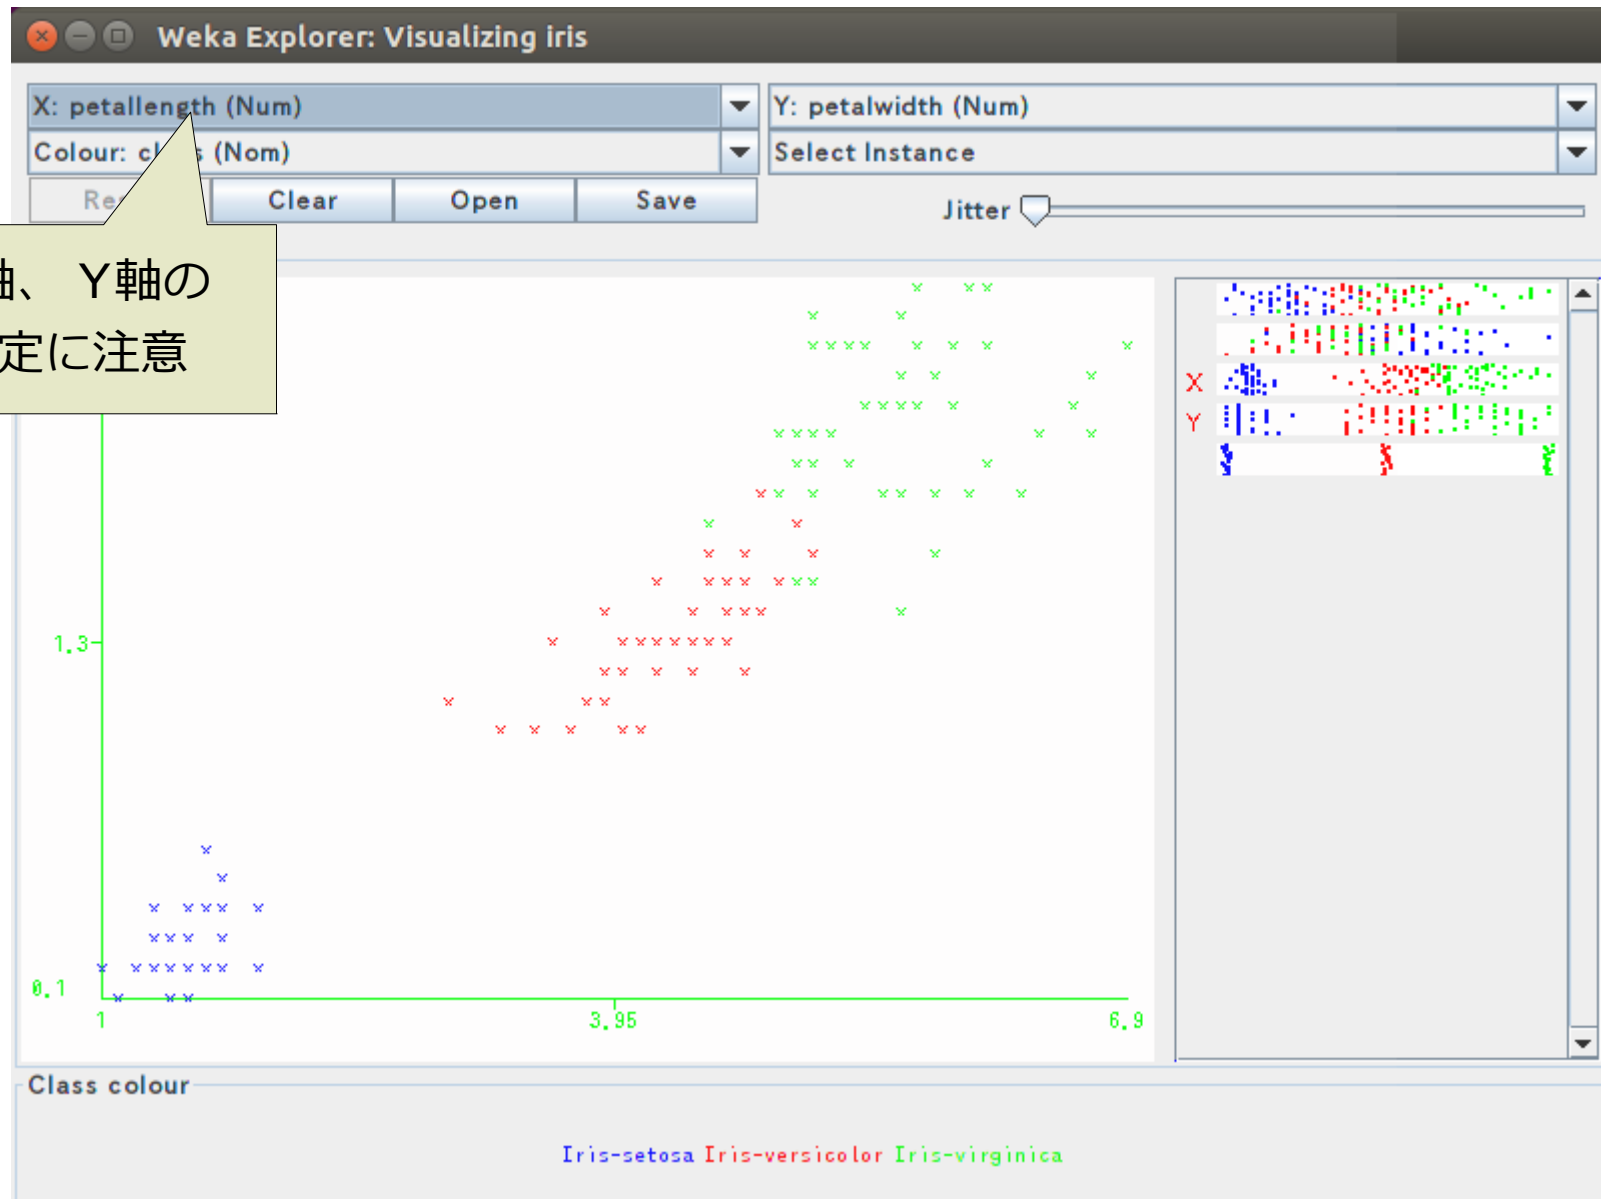 Weka Explorer: Visualizing iris
X: petallength (Num)
Y: petalwidth (Num)
Colour: (Nom)
Select Instance
Clear
Open
Save
Jitter
軸、Y軸の
定に注意
X
Y
1.3
0.1
1
3.95
6.9
Class colour
Iris-setosa Iris-versicolor Iris-virginica